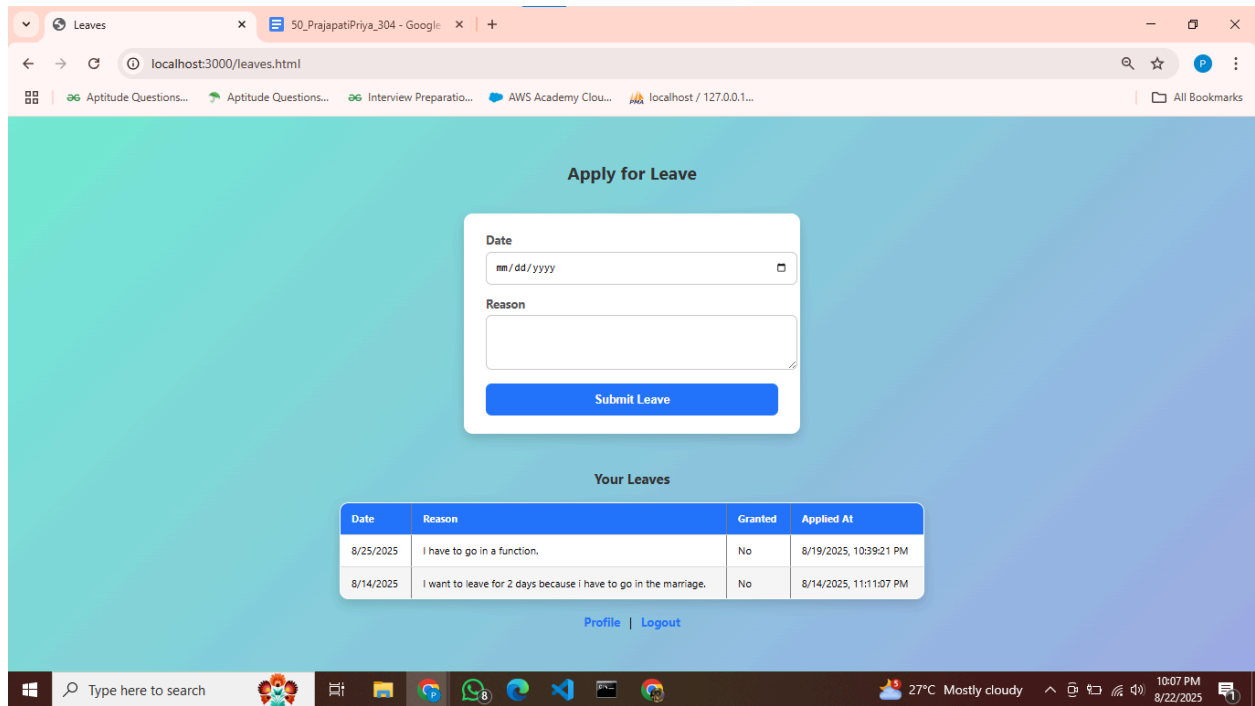 Leaves
50_PrajapatiPriya_304 - Google
localhost:3000/leaves.html
P
Aptitude Questions...
Aptitude Questions...
Interview Preparatio...
AWS Academy Clou...
localhost / 127.0.0.1...
All Bookmarks
Apply for Leave
Date
mm/dd/yyyy
Reason
Submit Leave
Your Leaves
Date Reason Granted Applied At
8/25/2025 I have to go in a function. No 8/19/2025, 10:39:21 PM
8/14/2025 I want to leave for 2 days because i have to go in the marriage. No 8/14/2025, 11:11:07 PM
Profile | Logout
Type here to search
8
5
27°C Mostly cloudy
10:07 PM
8/22/2025
1